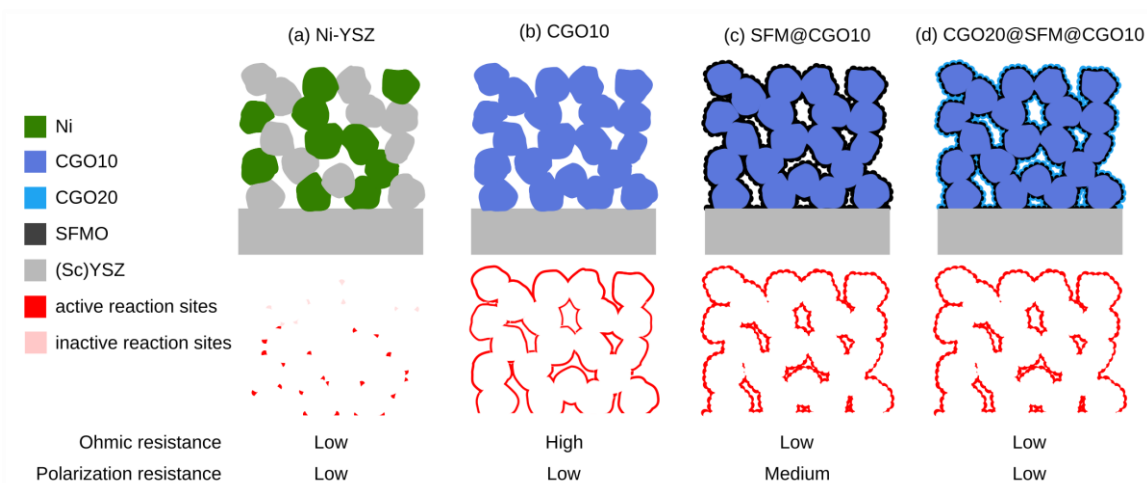 (a) Ni-YSZ
(b) CGO10
(c) SFM@CGO10
(d) CGO20@SFM@CGO10
Ni
CGO10
CGO20
SFMO
(Sc)YSZ
active reaction sites
inactive reaction sites
Ohmic resistance Low High Low Low
Polarization resistance Low Low Medium Low